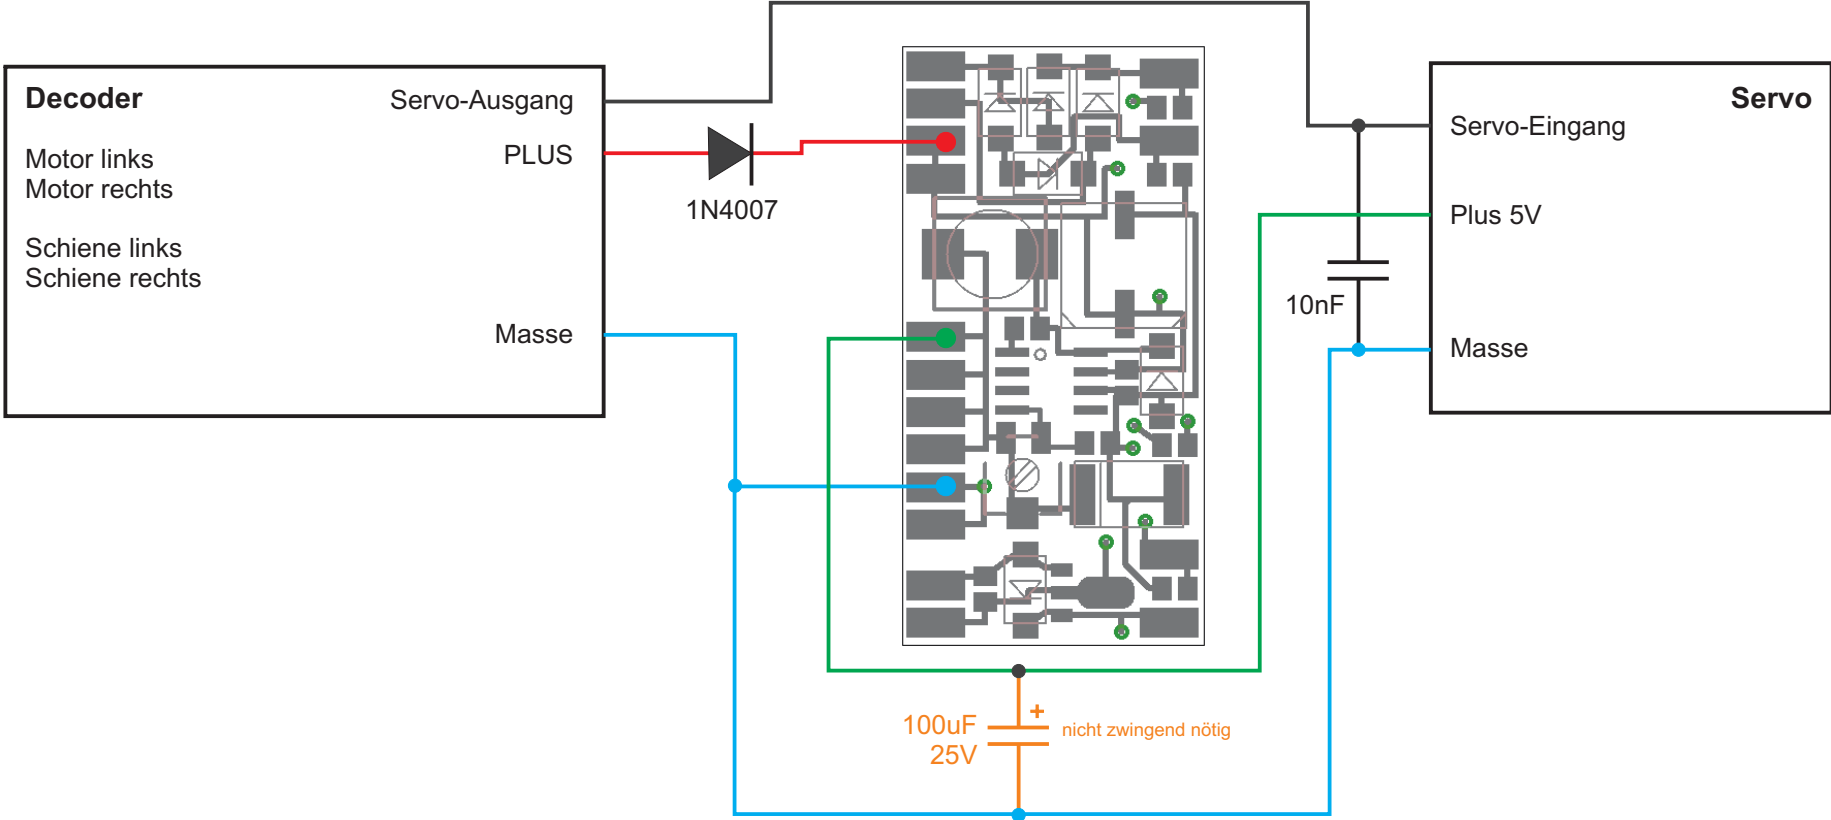 Decoder
Servo-Ausgang
Motor links
Motor rechts
PLUS
1N4007
Schiene links
Schiene rechts
Masse
Servo
Servo-Eingang
Plus 5V
10nF
Masse
+
100uF
25V
nicht zwingend nötig